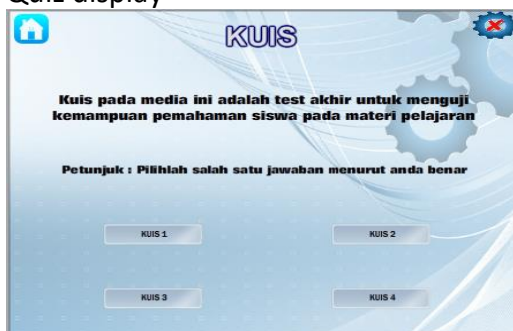 Quiz display
KUIS
Kuis pada media ini adalah test akhir untuk menguji
kemampuan pemahaman siswa pada materi pelajaran
Petunjuk : Pilihlah salah satu jawaban menurut anda benar
KUIS 1
KUIS 2
KUIS 3
KUIS 4